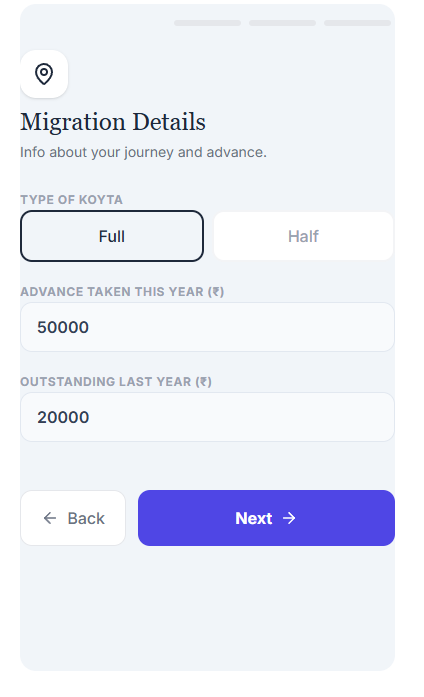 Migration Details
Info about your journey and advance.
TYPE OF KOYTA
Full
Half
ADVANCE TAKEN THIS YEAR (₹)
50000
OUTSTANDING LAST YEAR (₹)
20000
← Back
Next →